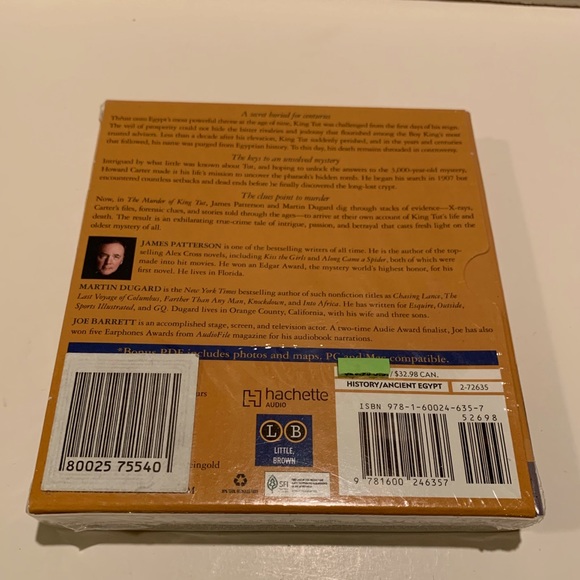 A secret buried for centuries
Thrust onto Egypt's most powerful throne at the age of nine, King Tut was challenged from the first days of his reign.
The veil of prosperity could not hide the bitter rivalries and jealousy that flourished among the Boy King's most
trusted advisors. Less than a decade after his elevation, King Tut suddenly perished, and in the years and centuries
that followed, his name was purged from Egyptian history. To this day, his death remains shrouded in controversy.
The keys to an unsolved mystery
Intrigued by what little was known about Tut, and hoping to unlock the answers to the 3,000-year-old mystery,
Howard Carter made it his life's mission to uncover the pharaoh's hidden tomb. He began his search in 1907 but
encountered countless setbacks and dead ends before he finally discovered the long-lost crypt.
The clues point to murder
Now, in The Murder of King Tut, James Patterson and Martin Dugard dig through stacks of evidence—X-rays,
Carter's files, forensic clues, and stories told through the ages—to arrive at their own account of King Tut's life and
death. The result is an exhilarating true-crime tale of intrigue, passion, and betrayal that casts fresh light on the
oldest mystery of all.
JAMES PATTERSON is one of the bestselling writers of all time. He is the author of the top-
selling Alex Cross novels, including Kiss the Girls and Along Came a Spider, both of which were
made into hit movies. He won an Edgar Award, the mystery world's highest honor, for his
first novel. He lives in Florida.
MARTIN DUGARD is the New York Times bestselling author of such nonfiction titles as Chasing Lance, The
Last Voyage of Columbus, Farther Than Any Man, Knockdown, and Into Africa. He has written for Esquire, Outside,
Sports Illustrated, and GQ. Dugard lives in Orange County, California, with his wife and three sons.
JOE BARRETT is an accomplished stage, screen, and television actor. A two-time Audie Award finalist, Joe has also
won five Earphones Awards from AudioFile magazine for his audiobook narrations.
*Bonus PDF includes photos and maps. PC and Mac compatible.
/ $32.98 CAN.
HISTORY/ANCIENT EGYPT 2-72635
ISBN 978-1-60024-635-7
52698
9 781600 246357
urs
hachette
AUDIO
L B
LITTLE,
BROWN
80025 75540
eingold
M
SFI